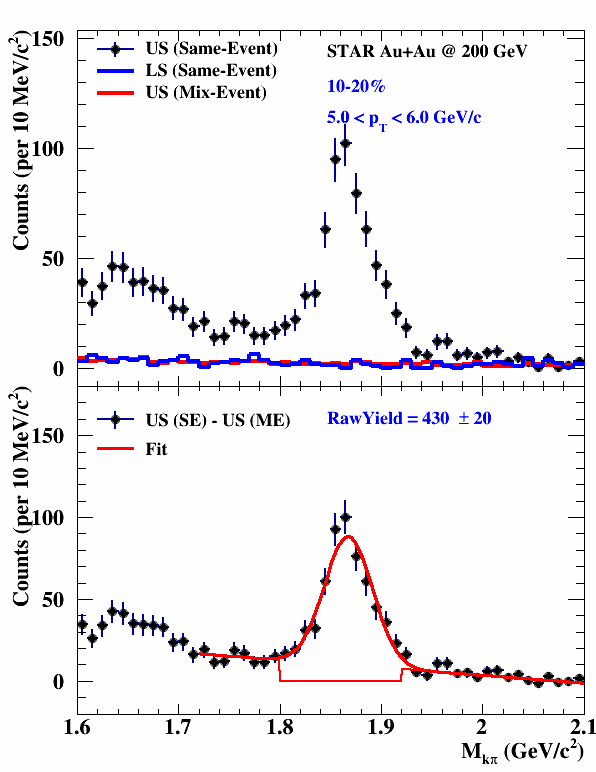 150
100
50
0
Counts (per 10 MeV/c²)
US (Same-Event)
LS (Same-Event)
US (Mix-Event)
STAR Au+Au @ 200 GeV
10-20%
5.0 < p_T < 6.0 GeV/c
150
100
50
0
Counts (per 10 MeV/c²)
US (SE) - US (ME)
Fit
RawYield = 430 ± 20
1.6 1.7 1.8 1.9 2 2.1
M_kπ (GeV/c²)